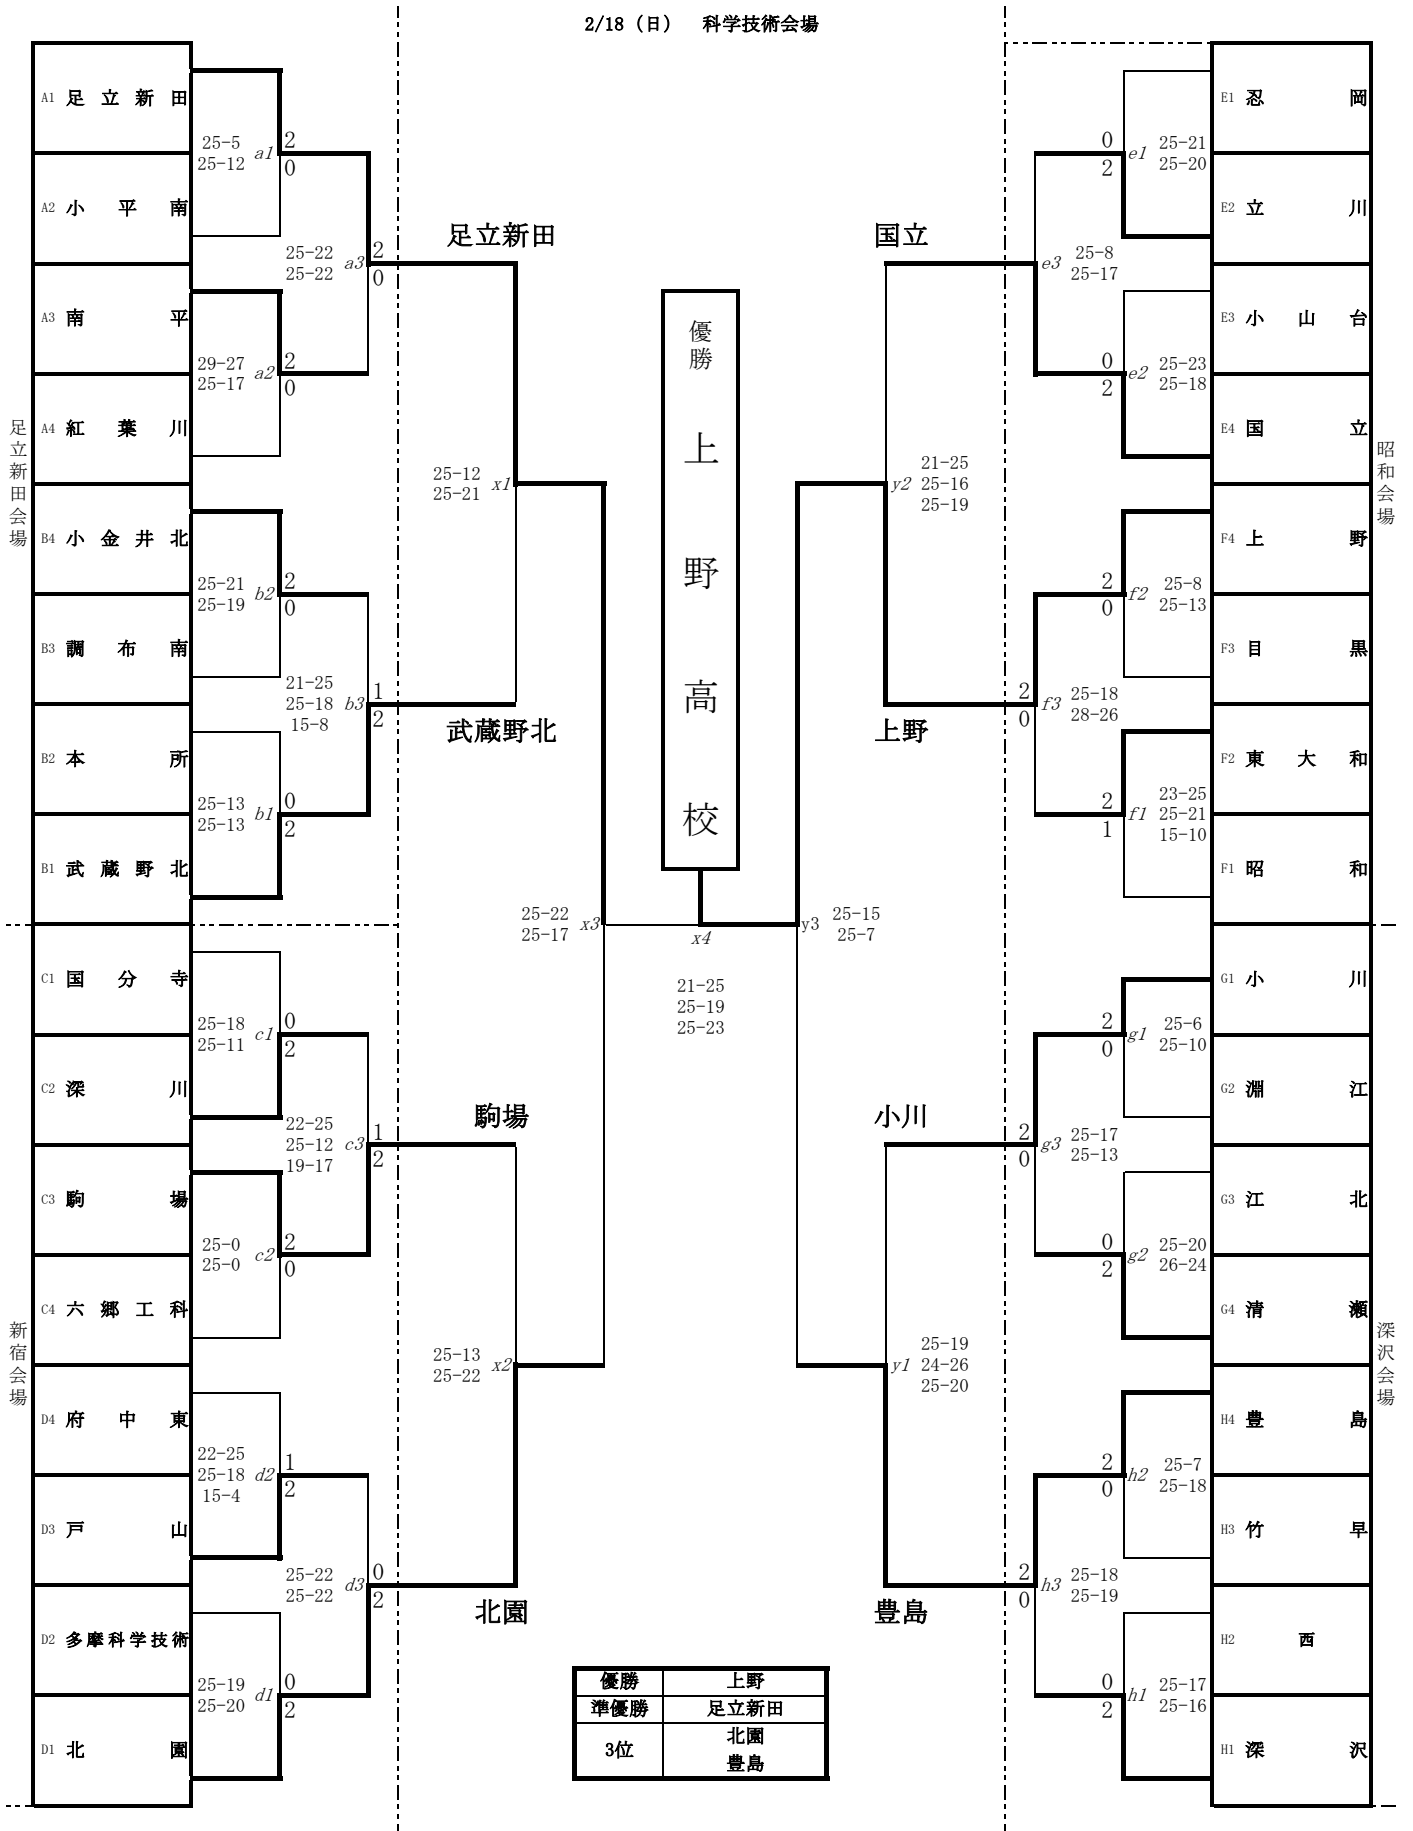 2/18（日）　科学技術会場
足立新田会場
A1 足立新田
A2 小平南
A3 南平
A4 紅葉川
B4 小金井北
B3 調布南
B2 本所
B1 武蔵野北
新宿会場
C1 国分寺
C2 深川
C3 駒場
C4 六郷工科
D4 府中東
D3 戸山
D2 多摩科学技術
D1 北園
25-5
25-12
a1
2
0
29-27
25-17
a2
2
0
25-22
25-22
a3
2
0
25-21
25-19
b2
2
0
25-13
25-13
b1
0
2
21-25
25-18
15-8
b3
1
2
25-18
25-11
c1
0
2
25-0
25-0
c2
2
0
22-25
25-12
19-17
c3
1
2
22-25
25-18
15-4
d2
1
2
25-19
25-20
d1
0
2
25-22
25-22
d3
0
2
足立新田
武蔵野北
25-12
25-21
x1
駒場
北園
25-13
25-22
x2
25-22
25-17
x3
優勝
上野高校
x4
21-25
25-19
25-23
y3
25-15
25-7
国立
上野
y2
21-25
25-16
25-19
小川
豊島
y1
25-19
24-26
25-20
0
2
e1
25-21
25-20
0
2
e2
25-23
25-18
e3
25-8
25-17
2
0
f2
25-8
25-13
2
1
f1
23-25
25-21
15-10
2
0
f3
25-18
28-26
2
0
g1
25-6
25-10
0
2
g2
25-20
26-24
2
0
g3
25-17
25-13
2
0
h2
25-7
25-18
0
2
h1
25-17
25-16
2
0
h3
25-18
25-19
E1 忍岡
E2 立川
E3 小山台
E4 国立
F4 上野
F3 目黒
F2 東大和
F1 昭和
昭和会場
G1 小川
G2 淵江
G3 江北
G4 清瀬
H4 豊島
H3 竹早
H2 西
H1 深沢
深沢会場
優勝 上野
準優勝 足立新田
3位 北園
豊島